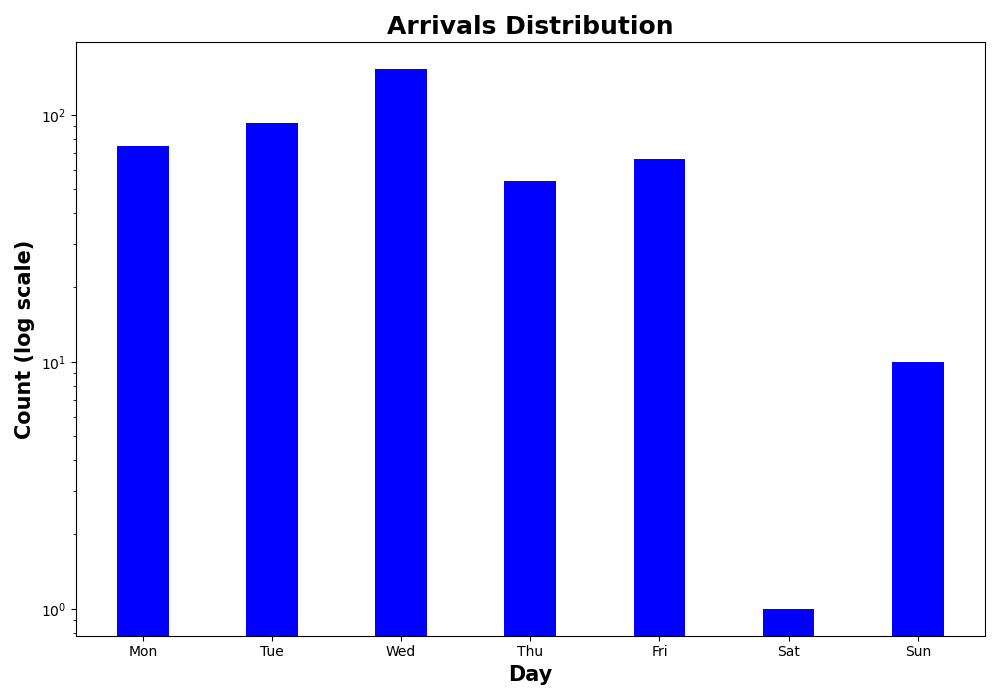 Arrivals Distribution
Count (log scale)
10²
10¹
10⁰
Mon Tue Wed Thu Fri Sat Sun
Day